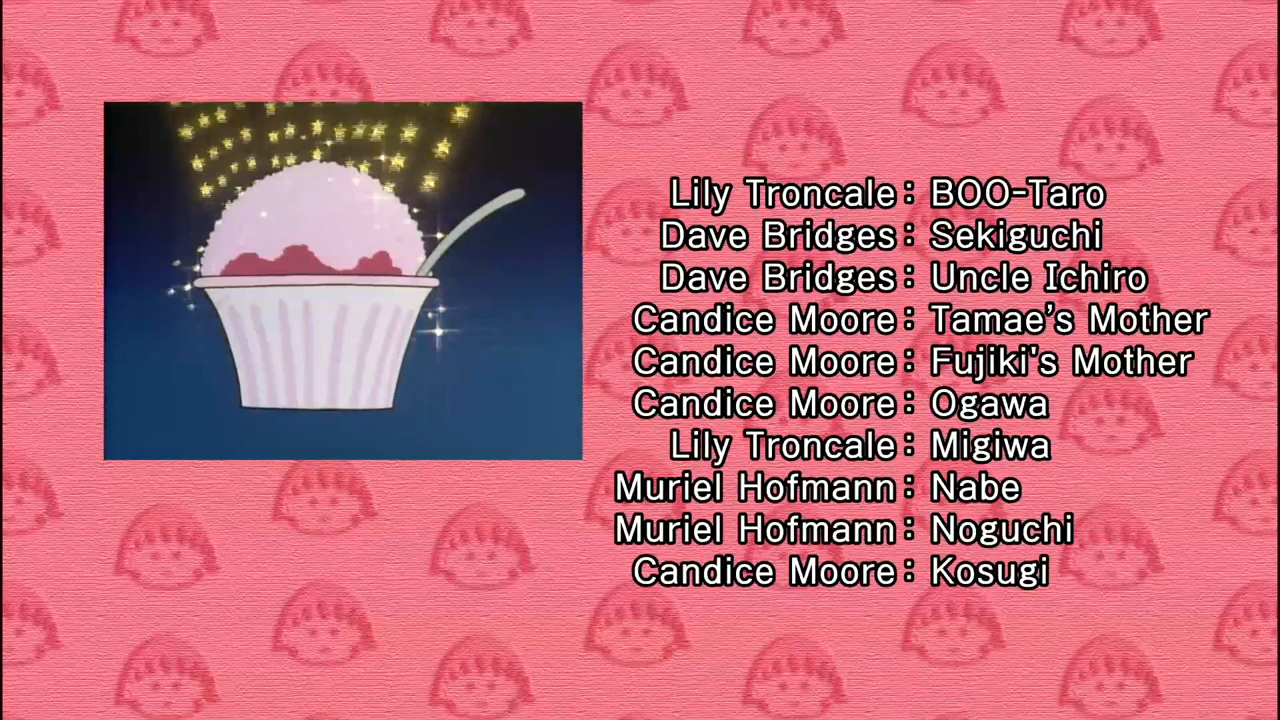 Lily Troncale: BOO-Taro
Dave Bridges: Sekiguchi
Dave Bridges: Uncle Ichiro
Candice Moore: Tamae’s Mother
Candice Moore: Fujiki's Mother
Candice Moore: Ogawa
Lily Troncale: Migiwa
Muriel Hofmann: Nabe
Muriel Hofmann: Noguchi
Candice Moore: Kosugi